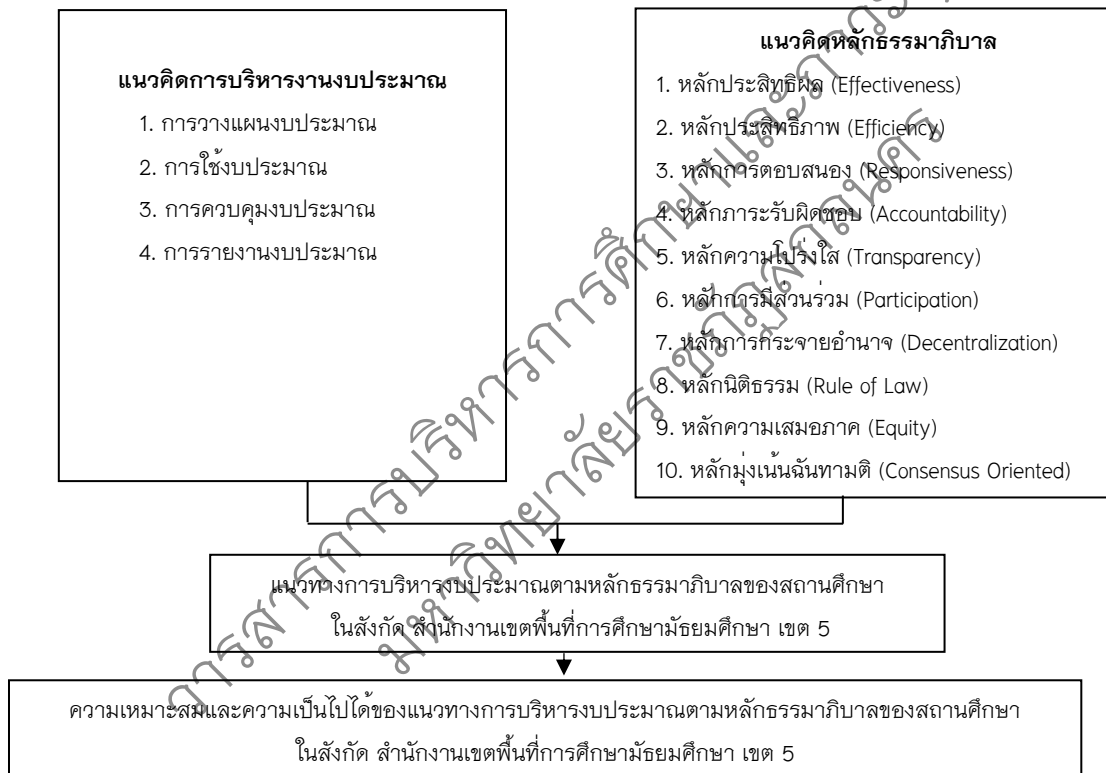 แนวคิดการบริหารงานงบประมาณ
1. การวางแผนงบประมาณ
2. การใช้งบประมาณ
3. การควบคุมงบประมาณ
4. การรายงานงบประมาณ
แนวคิดหลักธรรมาภิบาล
1. หลักประสิทธิผล (Effectiveness)
2. หลักประสิทธิภาพ (Efficiency)
3. หลักการตอบสนอง (Responsiveness)
4. หลักภาระรับผิดชอบ (Accountability)
5. หลักความโปร่งใส (Transparency)
6. หลักการมีส่วนร่วม (Participation)
7. หลักการกระจายอำนาจ (Decentralization)
8. หลักนิติธรรม (Rule of Law)
9. หลักความเสมอภาค (Equity)
10. หลักมุ่งเน้นฉันทามติ (Consensus Oriented)
แนวทางการบริหารงบประมาณตามหลักธรรมาภิบาลของสถานศึกษา
ในสังกัด สำนักงานเขตพื้นที่การศึกษามัธยมศึกษา เขต 5
ความเหมาะสมและความเป็นไปได้ของแนวทางการบริหารงบประมาณตามหลักธรรมาภิบาลของสถานศึกษา
ในสังกัด สำนักงานเขตพื้นที่การศึกษามัธยมศึกษา เขต 5
มหาวิทยาลัยราชภัฏสกลนคร